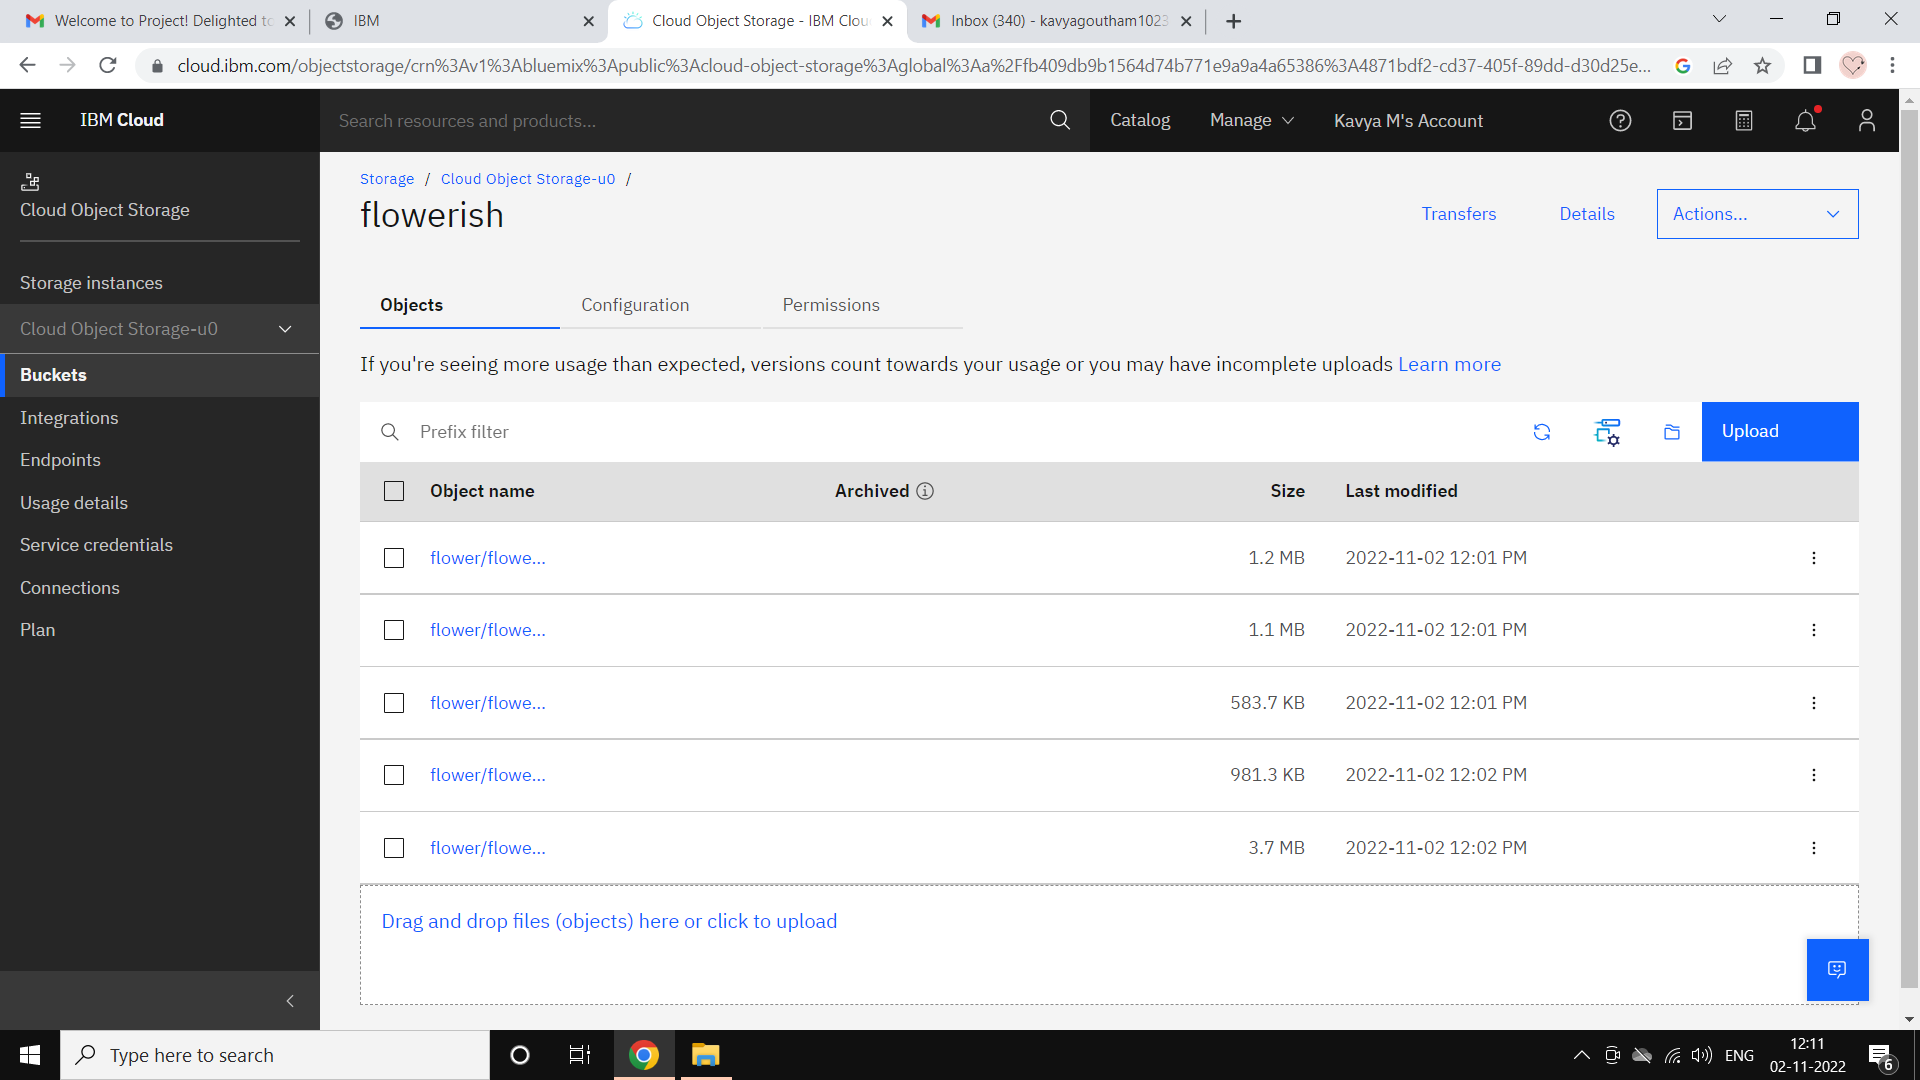 Welcome to Project! Delighted to
IBM
Cloud Object Storage - IBM Clou
Inbox (340) - kavyagoutham1023
cloud.ibm.com/objectstorage/crn%3Av1%3Abluemix%3Apublic%3Acloud-object-storage%3Aglobal%3Aa%2Ffb409db9b1564d74b771e9a9a4a65386%3A4871bdf2-cd37-405f-89dd-d30d25e...
IBM Cloud
Search resources and products...
Catalog
Manage
Kavya M's Account
Cloud Object Storage
Storage instances
Cloud Object Storage-u0
Buckets
Integrations
Endpoints
Usage details
Service credentials
Connections
Plan
Storage / Cloud Object Storage-u0 /
flowerish
Transfers
Details
Actions...
Objects
Configuration
Permissions
If you're seeing more usage than expected, versions count towards your usage or you may have incomplete uploads Learn more
Prefix filter
Upload
Object name Archived Size Last modified
flower/flowe... 1.2 MB 2022-11-02 12:01 PM
flower/flowe... 1.1 MB 2022-11-02 12:01 PM
flower/flowe... 583.7 KB 2022-11-02 12:01 PM
flower/flowe... 981.3 KB 2022-11-02 12:02 PM
flower/flowe... 3.7 MB 2022-11-02 12:02 PM
Drag and drop files (objects) here or click to upload
Type here to search
ENG
12:11
02-11-2022
6